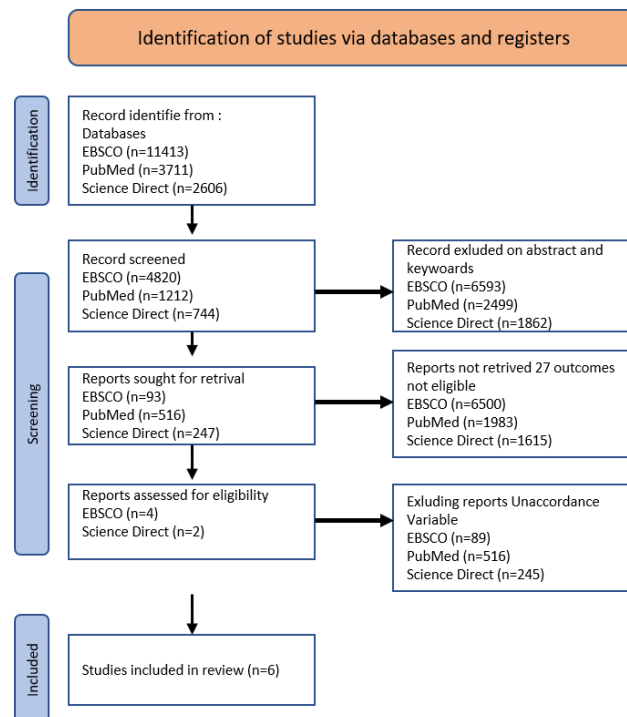 Identification of studies via databases and registers
Identification
Record identifie from :
Databases
EBSCO (n=11413)
PubMed (n=3711)
Science Direct (n=2606)
Screening
Record screened
EBSCO (n=4820)
PubMed (n=1212)
Science Direct (n=744)
Record exluded on abstract and
keywoards
EBSCO (n=6593)
PubMed (n=2499)
Science Direct (n=1862)
Reports sought for retrival
EBSCO (n=93)
PubMed (n=516)
Science Direct (n=247)
Reports not retrived 27 outcomes
not eligible
EBSCO (n=6500)
PubMed (n=1983)
Science Direct (n=1615)
Reports assessed for eligibility
EBSCO (n=4)
Science Direct (n=2)
Exluding reports Unaccordance
Variable
EBSCO (n=89)
PubMed (n=516)
Science Direct (n=245)
Included
Studies included in review (n=6)